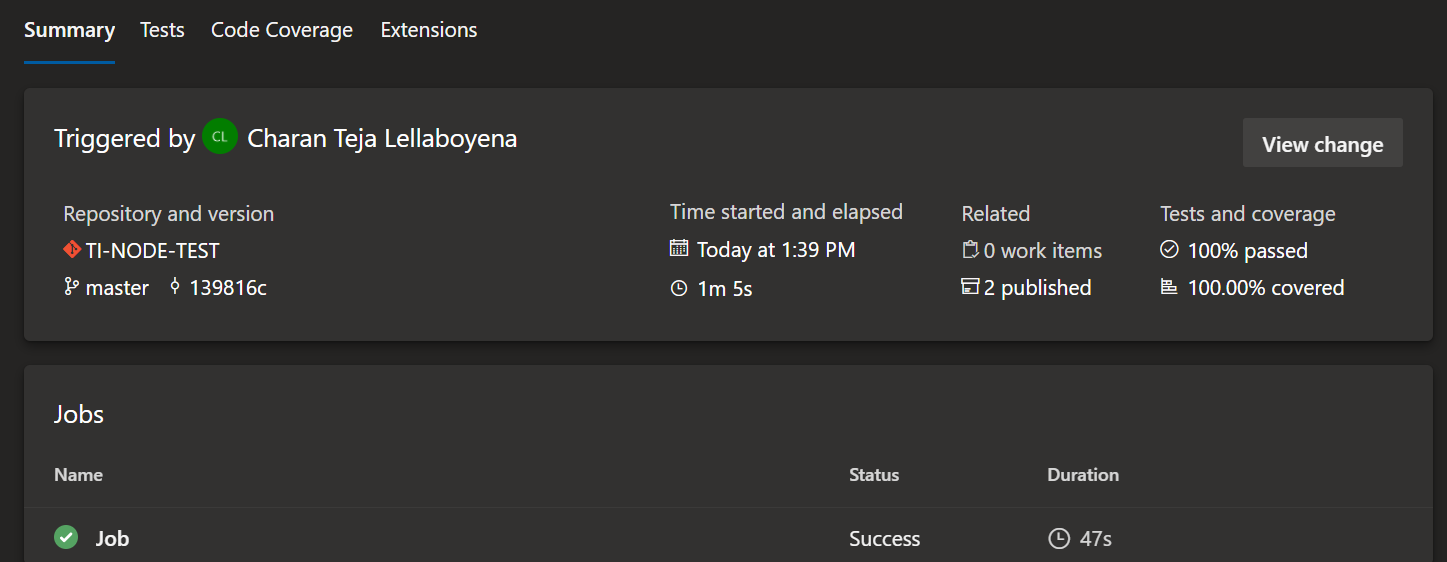 Summary Tests Code Coverage Extensions
Triggered by CL Charan Teja Lellaboyena
View change
Repository and version
TI-NODE-TEST
master 139816c
Time started and elapsed
Today at 1:39 PM
1m 5s
Related
0 work items
2 published
Tests and coverage
100% passed
100.00% covered
Jobs
Name Status Duration
Job Success 47s